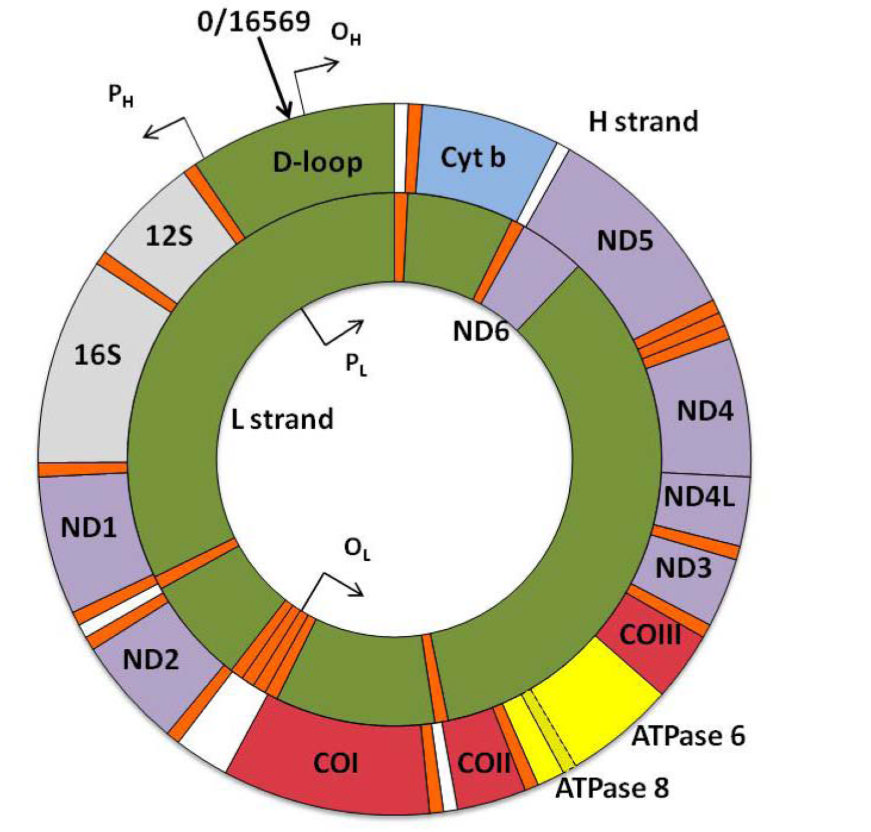 0/16569
OH
PH
H strand
D-loop
Cyt b
12S
ND5
ND6
16S
PL
ND4
L strand
ND4L
ND1
OL
ND3
COIII
ND2
ATPase 6
COI
COII
ATPase 8